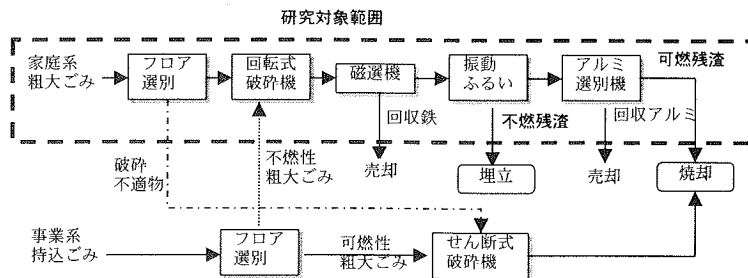 研究対象範囲
家庭系
粗大ごみ
フロア
選別
回転式
破砕機
磁選機
振動
ふるい
アルミ
選別機
可燃残渣
回収鉄
不燃残渣
回収アルミ
破砕
不適物
不燃性
粗大ごみ
売却
埋立
売却
焼却
事業系
持込ごみ
フロア
選別
可燃性
粗大ごみ
せん断式
破砕機